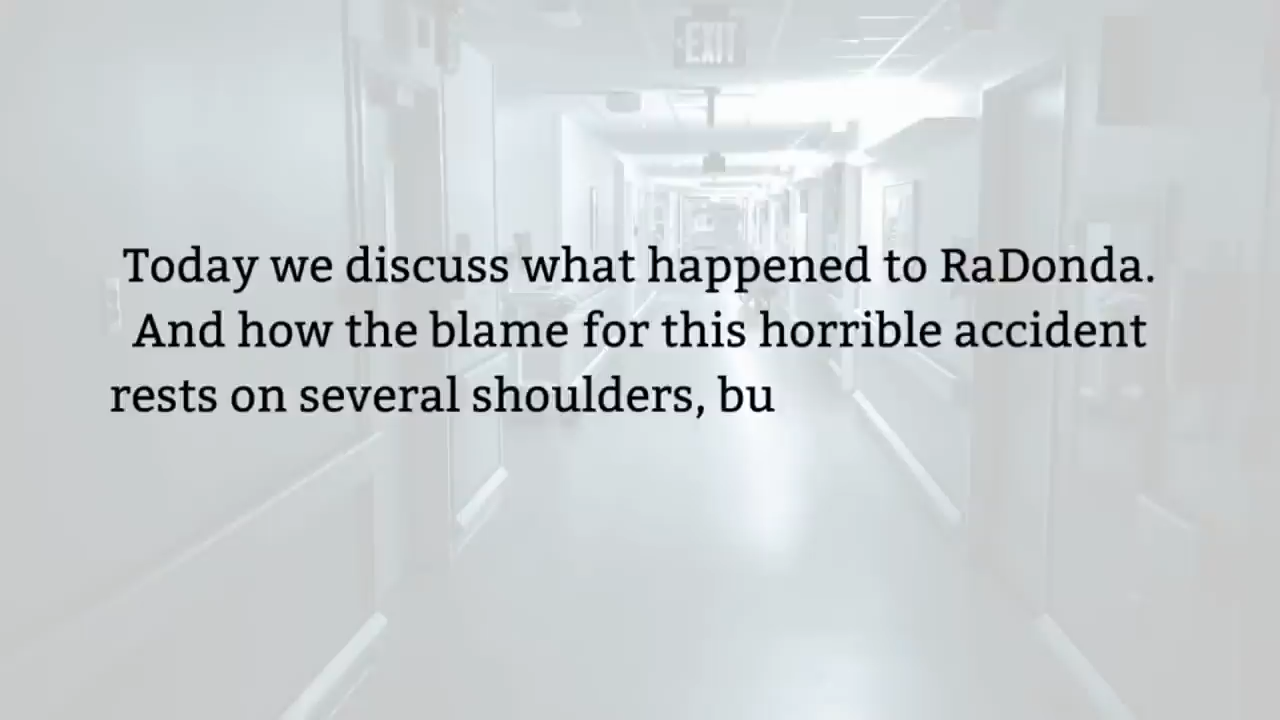 EXIT
Today we discuss what happened to RaDonda.
And how the blame for this horrible accident
rests on several shoulders, bu